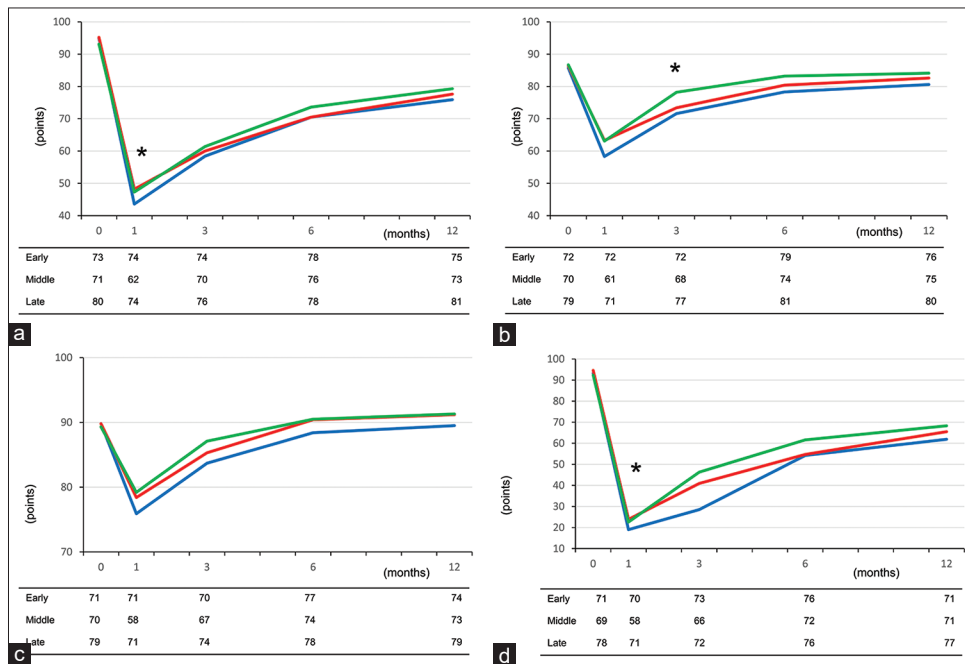 100
90
80
70
60
50
40
(points)
*
0 1 3 6 (months) 12
Early 73 74 74 78 75
Middle 71 62 70 76 73
Late 80 74 76 78 81
a
100
90
80
70
60
50
40
(points)
*
0 1 3 6 (months) 12
Early 72 72 72 79 76
Middle 70 61 68 74 75
Late 79 71 77 81 80
b
100
90
80
70
(points)
0 1 3 6 (months) 12
Early 71 71 70 77 74
Middle 70 58 67 74 73
Late 79 71 74 78 79
c
100
90
80
70
60
50
40
30
20
10
(points)
*
0 1 3 6 (months) 12
Early 71 70 73 76 71
Middle 69 58 66 72 71
Late 78 71 72 76 77
d